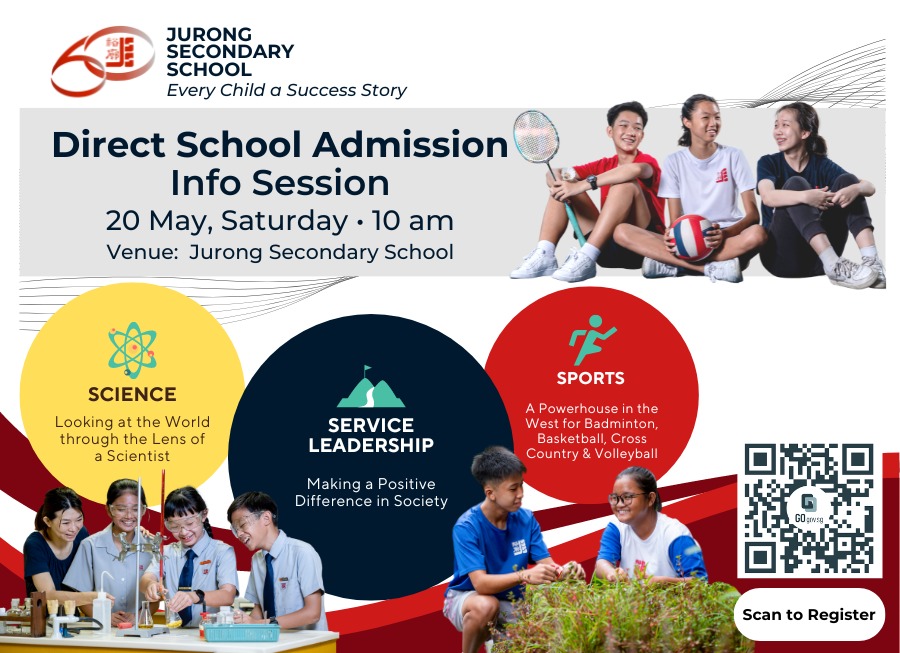 JURONG
SECONDARY
SCHOOL
Every Child a Success Story
Direct School Admission
Info Session
20 May, Saturday • 10 am
Venue: Jurong Secondary School
SCIENCE
Looking at the World
through the Lens of
a Scientist
SERVICE
LEADERSHIP
Making a Positive
Difference in Society
SPORTS
A Powerhouse in the
West for Badminton,
Basketball, Cross
Country & Volleyball
GOgov.sg
Scan to Register